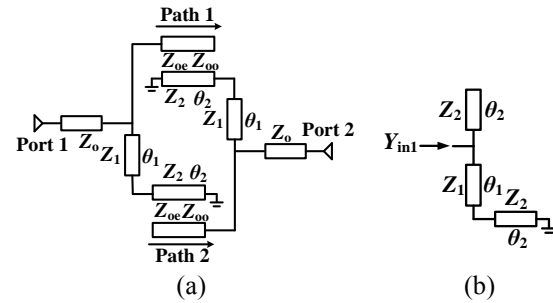 Path 1
Z_oe Z_oo
Z_2 θ_2
Z_1 θ_1
Port 1
Z_o
Z_1 θ_1
Port 2
Z_o
Z_2 θ_2
Z_oe Z_oo
Path 2
(a)
Z_2 θ_2
Y_in1
Z_1 θ_1
Z_2
θ_2
(b)